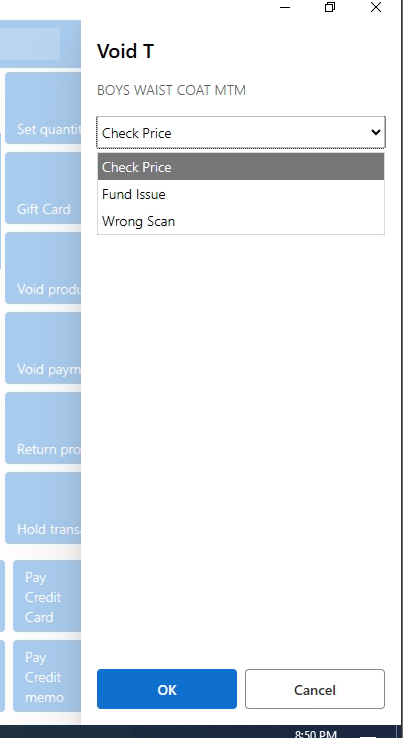 Void T
BOYS WAIST COAT MTM
Check Price
Check Price
Fund Issue
Wrong Scan
Set quantit
Gift Card
Void produ
Void paym
Return pro
Hold transa
Pay
Credit
Card
Pay
Credit
memo
OK
Cancel
8:50 PM